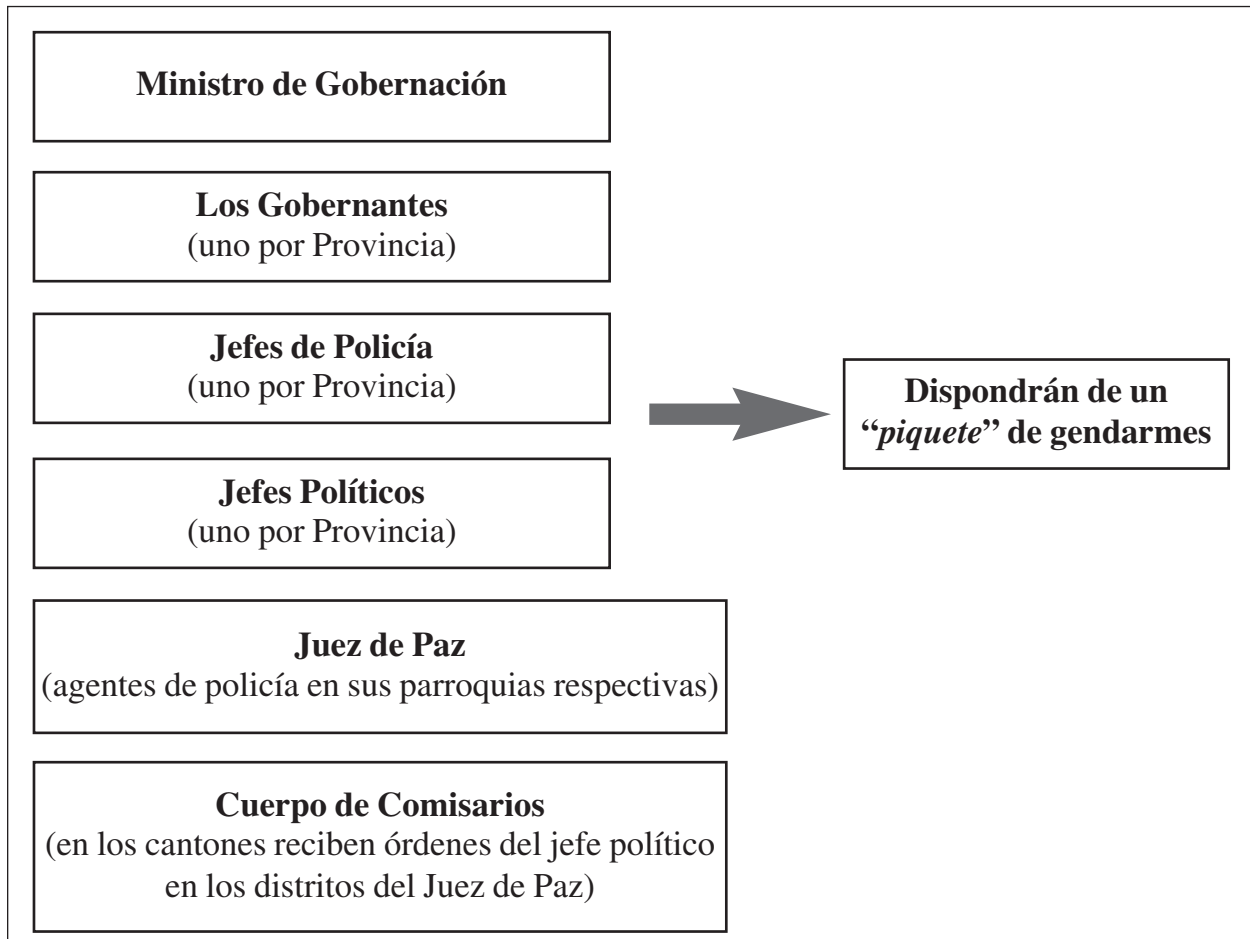 Ministro de Gobernación
Los Gobernantes
(uno por Provincia)
Jefes de Policía
(uno por Provincia)
Dispondrán de un
“piquete” de gendarmes
Jefes Políticos
(uno por Provincia)
Juez de Paz
(agentes de policía en sus parroquias respectivas)
Cuerpo de Comisarios
(en los cantones reciben órdenes del jefe político
en los distritos del Juez de Paz)